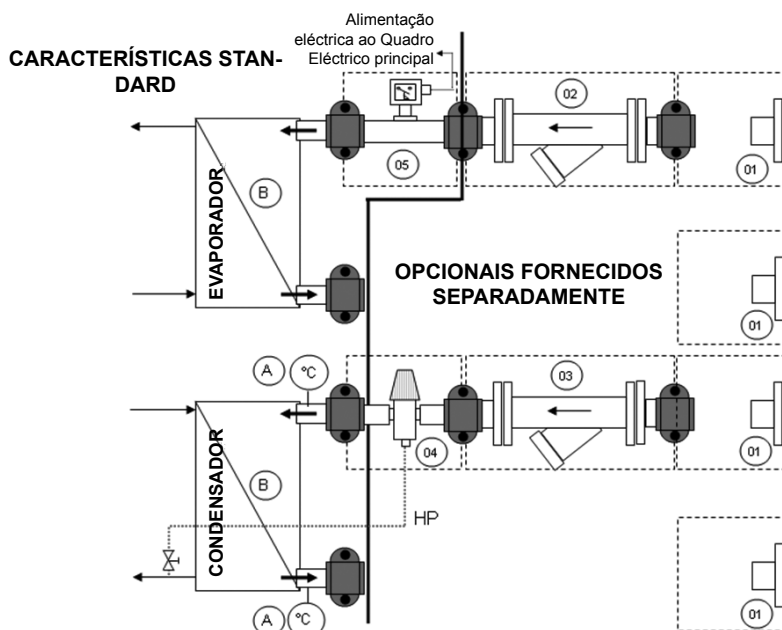 Alimentação
eléctrica ao Quadro
Eléctrico principal
CARACTERÍSTICAS STAN-
DARD
02
05
01
B
EVAPORADOR
OPCIONAIS FORNECIDOS
SEPARADAMENTE
01
A
°C
03
04
01
B
CONDENSADOR
HP
A
°C
01